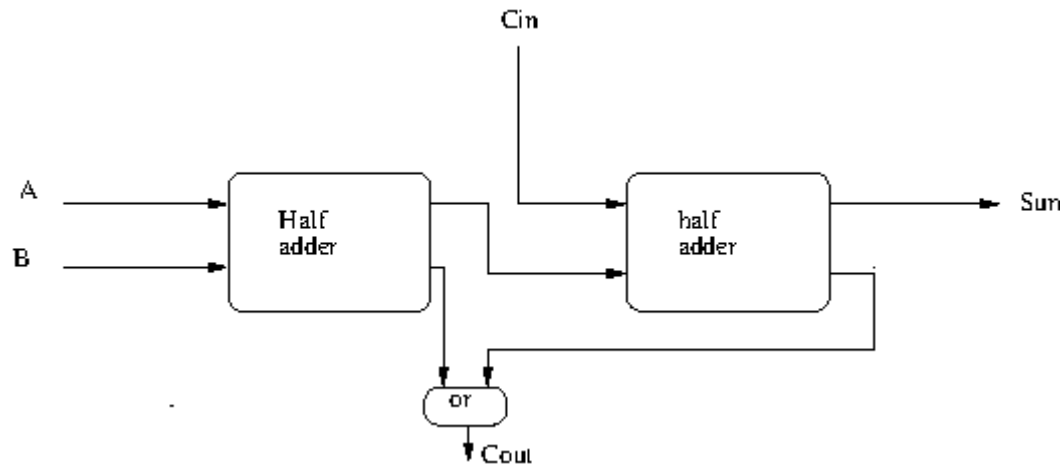 Cin
A
B
Half
adder
half
adder
Sum
or
Cout